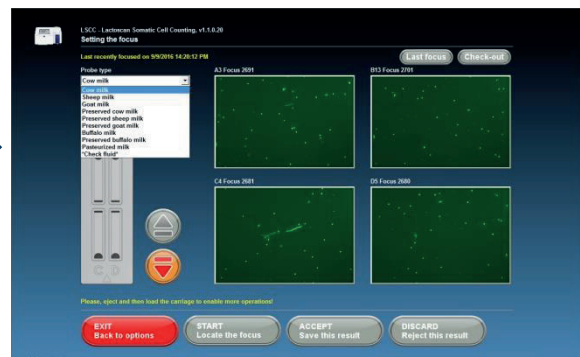 LSCC - Lactoscan Somatic Cell Counting, v1.1.0.20
Setting the focus
Last recently focused on 9/9/2016 14:20:12 PM
Last focus
Check-out
Probe type
Cow milk
Cow milk
Sheep milk
Goat milk
Preserved cow milk
Preserved sheep milk
Preserved goat milk
Buffalo milk
Preserved buffalo milk
Pasteurized milk
"Check fluid"
A3 Focus 2691
B13 Focus 2701
C4 Focus 2681
D5 Focus 2680
C D
Please, eject and then load the carriage to enable more operations!
EXIT
Back to options
START
Locate the focus
ACCEPT
Save this result
DISCARD
Reject this result